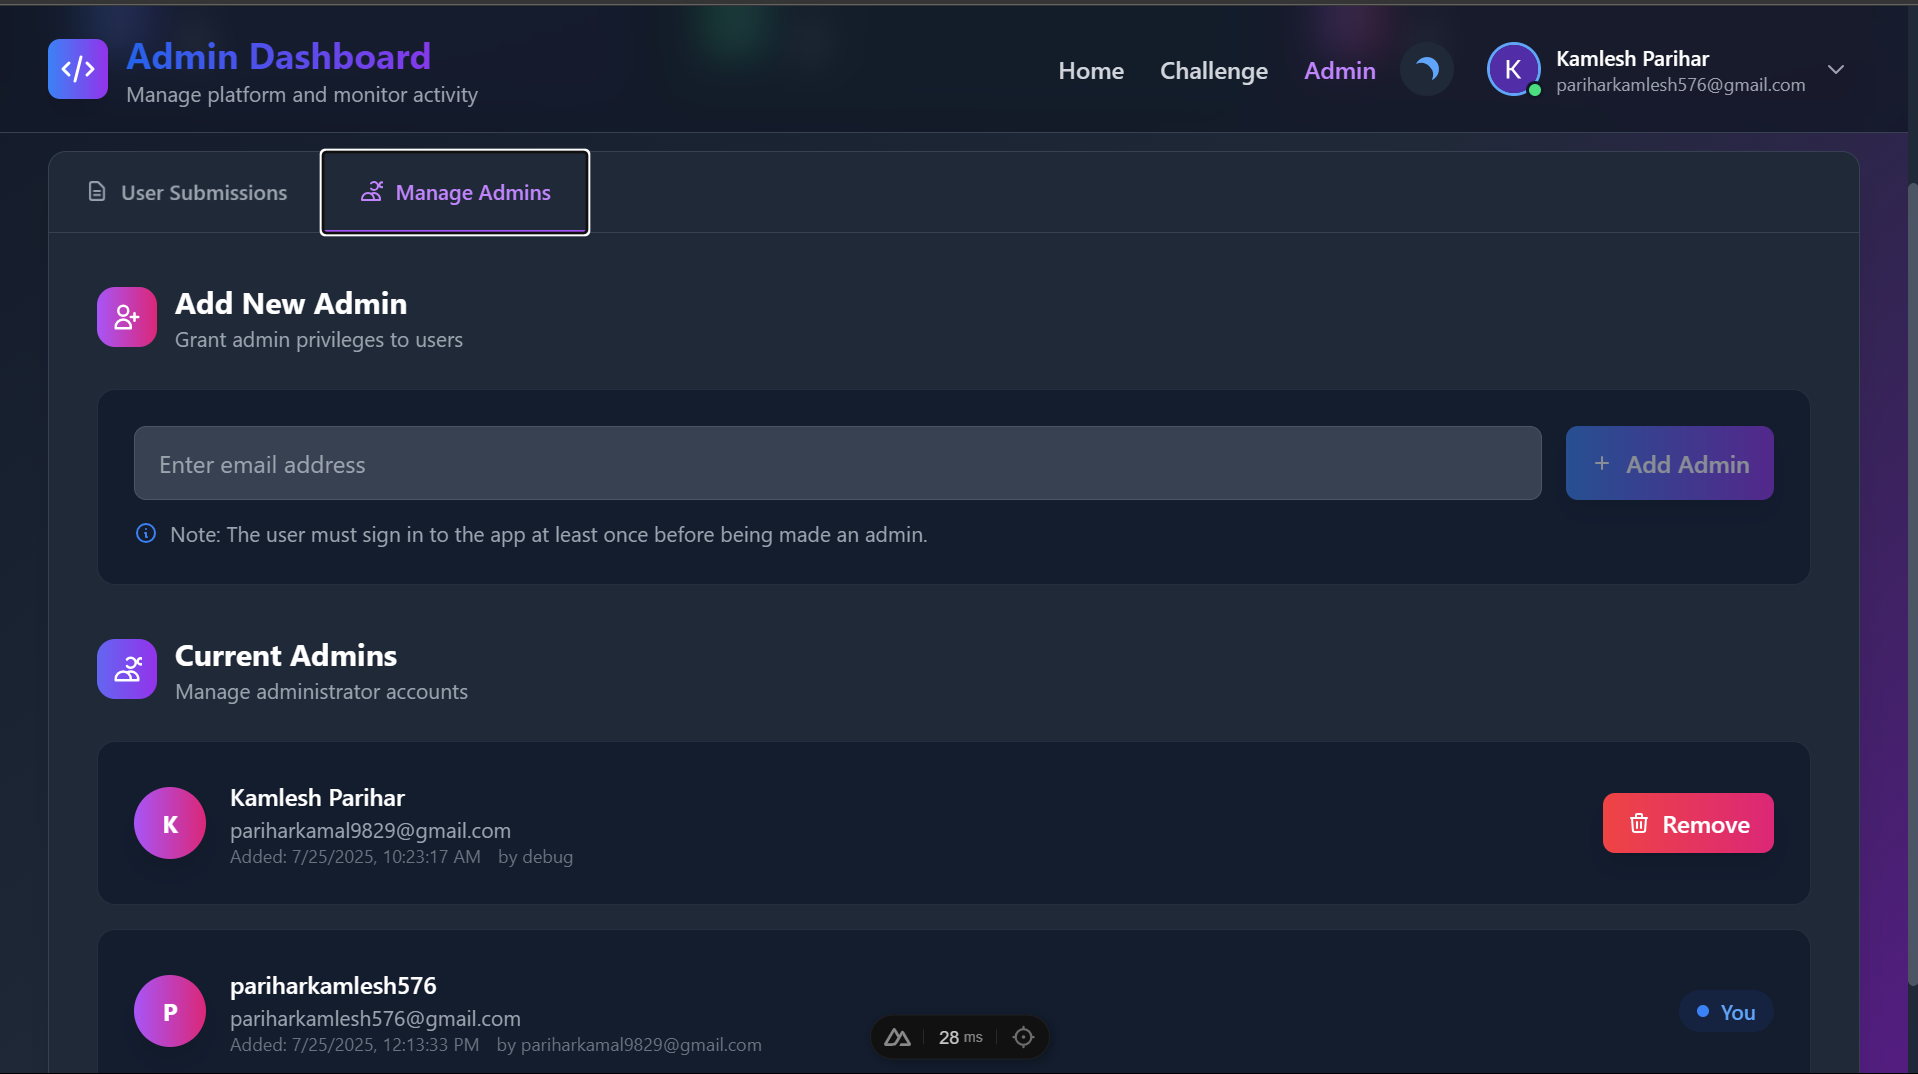 Admin Dashboard
Manage platform and monitor activity
Home
Challenge
Admin
K
Kamlesh Parihar
pariharkamlesh576@gmail.com
User Submissions
Manage Admins
Add New Admin
Grant admin privileges to users
Enter email address
+ Add Admin
Note: The user must sign in to the app at least once before being made an admin.
Current Admins
Manage administrator accounts
K
Kamlesh Parihar
pariharkamal9829@gmail.com
Added: 7/25/2025, 10:23:17 AM by debug
Remove
P
pariharkamlesh576
pariharkamlesh576@gmail.com
Added: 7/25/2025, 12:13:33 PM by pariharkamal9829@gmail.com
You
28 ms